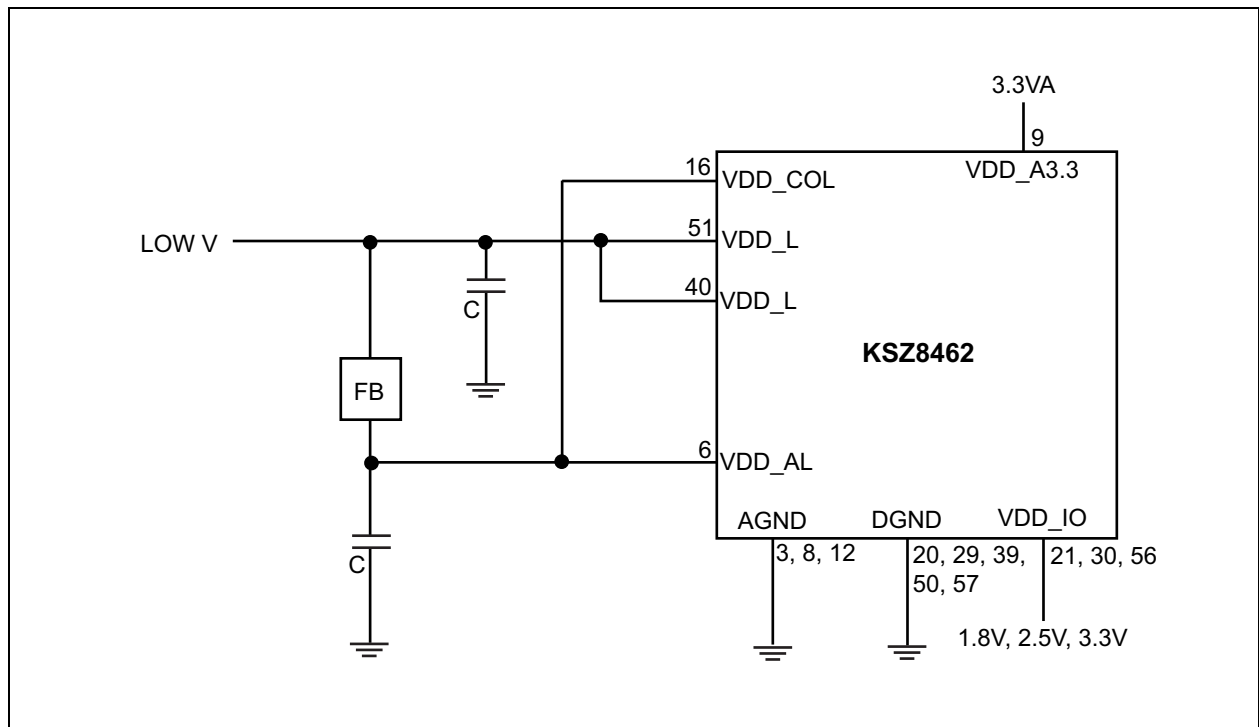 3.3VA
9
VDD_A3.3
16
VDD_COL
LOW V
51
VDD_L
C
40
VDD_L
KSZ8462
FB
6
VDD_AL
AGND
DGND
VDD_IO
C
3, 8, 12
20, 29, 39,
50, 57
21, 30, 56
1.8V, 2.5V, 3.3V